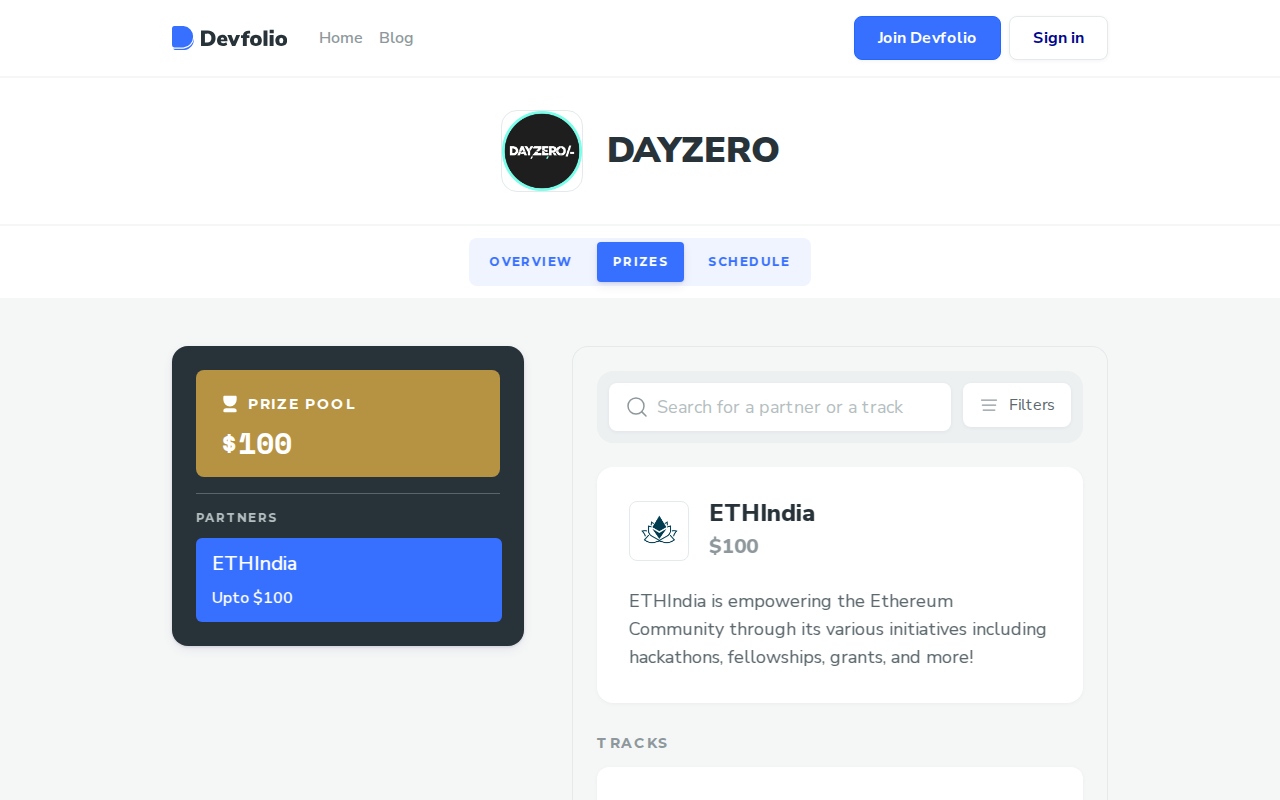 Devfolio
Home
Blog
Join Devfolio
Sign in
DAYZERO/-
DAYZERO
OVERVIEW
PRIZES
SCHEDULE
PRIZE POOL
$100
PARTNERS
ETHIndia
Upto $100
Search for a partner or a track
Filters
ETHIndia
$100
ETHIndia is empowering the Ethereum
Community through its various initiatives including
hackathons, fellowships, grants, and more!
TRACKS